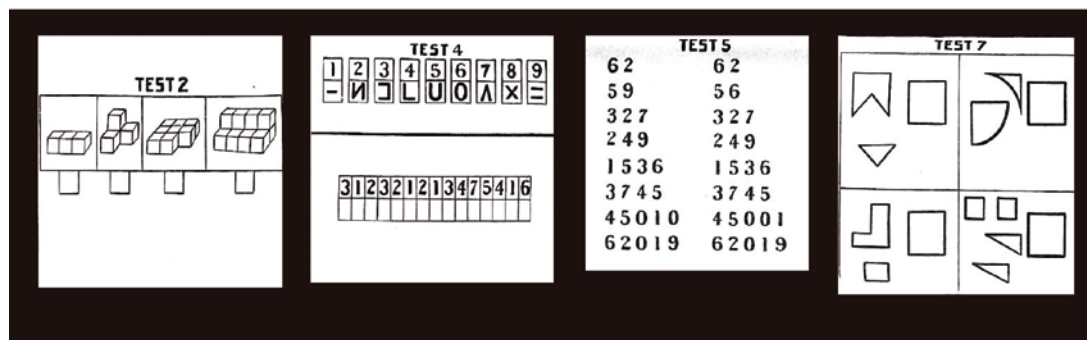 TEST 2
TEST 4
1 2 3 4 5 6 7 8 9
- И コ L U O Λ X =
3 1 2 3 2 1 2 1 3 4 7 5 4 1 6
TEST 5
62 62
59 56
327 327
249 249
1536 1536
3745 3745
45010 45001
62019 62019
TEST 7